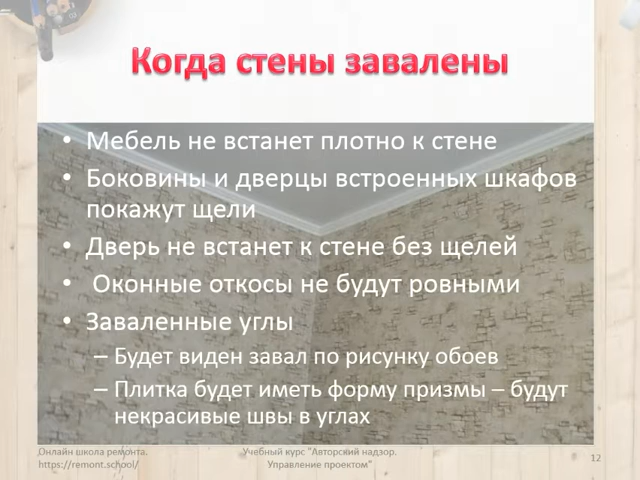 Когда стены завалены
• Мебель не встанет плотно к стене
• Боковины и дверцы встроенных шкафов
покажут щели
• Дверь не встанет к стене без щелей
• Оконные откосы не будут ровными
• Заваленные углы
– Будет виден завал по рисунку обоев
– Плитка будет иметь форму призмы – будут
некрасивые швы в углах
Онлайн школа ремонта.
https://remont.school/
Учебный курс "Авторский надзор.
Управление проектом"
12